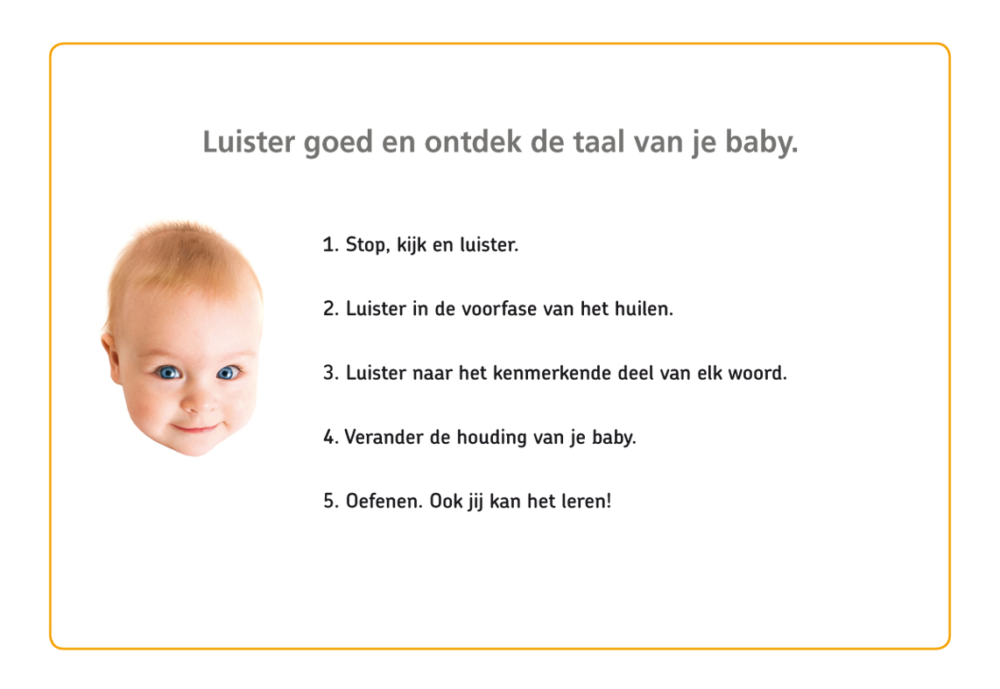 Luister goed en ontdek de taal van je baby.
1. Stop, kijk en luister.
2. Luister in de voorfase van het huilen.
3. Luister naar het kenmerkende deel van elk woord.
4. Verander de houding van je baby.
5. Oefenen. Ook jij kan het leren!